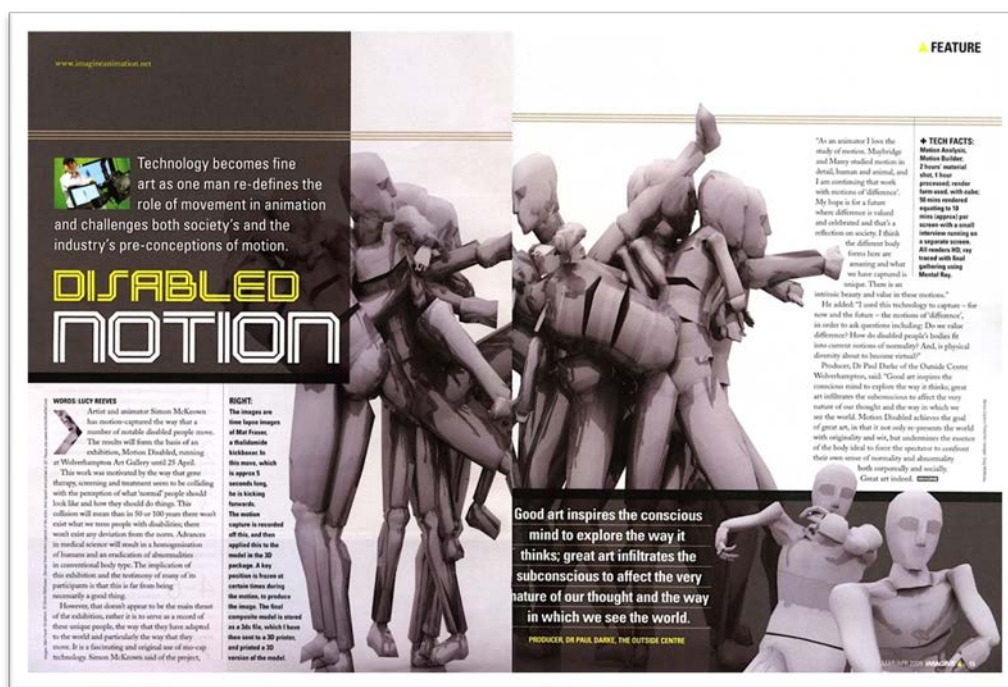 www.imagineanimation.net
Technology becomes fine
art as one man re-defines the
role of movement in animation
and challenges both society's and the
industry's pre-conceptions of motion.
DISABLED
NOTION
WORDS: LUCY REEVES
Artist and animator Simon McKeown
has motion-captured the way that a
number of notable disabled people move.
The results will form the basis of an
exhibition, Motion Disabled, running
at Wolverhampton Art Gallery until 25 April.
This work was motivated by the way that gene
therapy, screening and treatment seem to be colliding
with the perception of what 'normal' people should
look like and how they should do things. This
collision will mean that in 50 or 100 years there won't
exist what we term people with disabilities; there
won't exist any deviation from the norm. Advances
in medical science will result in a homogenisation
of humans and an eradication of abnormalities
in conventional body type. The implication of
this exhibition and the testimony of many of its
participants is that this is far from being
necessarily a good thing.
However, that doesn't appear to be the main thrust
of the exhibition, rather it is to serve as a record of
these unique people, the way that they have adapted
to the world and particularly the way that they
move. It is a fascinating and original use of mo-cap
technology. Simon McKeown said of the project,
RIGHT:
The images are
time lapse images
of Mat Fraser,
a thalidomide
kickboxer. In
this move, which
is approx 5
seconds long,
he is kicking
forwards.
The motion
capture is recorded
off this, and then
applied this to the
model in the 3D
package. A key
position is frozen at
certain times during
the motion, to produce
the image. The final
composite model is stored
as a 3ds file, which I have
then sent to a 3D printer,
and printed a 3D
version of the model.
FEATURE
"As an animator I love the
study of motion. Muybridge
and Marey studied motion in
detail, human and animal, and
I am continuing that work
with motions of 'difference'.
My hope is for a future
where difference is valued
and celebrated and that's a
reflection on society. I think
the different body
forms here are
amazing and what
we have captured is
unique. There is an
intrinsic beauty and value in these motions."
He added: "I used this technology to capture – for
now and the future – the motions of 'difference',
in order to ask questions including: Do we value
difference? How do disabled people's bodies fit
into current notions of normality? And, is physical
diversity about to become virtual?"
Producer, Dr Paul Darke of the Outside Centre
Wolverhampton, said: "Good art inspires the
conscious mind to explore the way it thinks; great
art infiltrates the subconscious to affect the very
nature of our thought and the way in which we
see the world. Motion Disabled achieves the goal
of great art, in that it not only re-presents the world
with originality and wit, but undermines the essence
of the body ideal to force the spectator to confront
their own sense of normality and abnormality
both corporeally and socially.
Great art indeed.
+ TECH FACTS:
Motion Analysis,
Motion Builder;
2 hours' material
shot, 1 hour
processed; render
farm used, with cube;
50 mins rendered
equating to 10
mins (approx) per
screen with a small
interview running on
a separate screen.
All renders HD, ray
traced with final
gathering using
Mental Ray.
Good art inspires the conscious
mind to explore the way it
thinks; great art infiltrates the
subconscious to affect the very
nature of our thought and the way
in which we see the world.
PRODUCER, DR PAUL DARKE, THE OUTSIDE CENTRE
MAR/APR 2009 IMAGINE